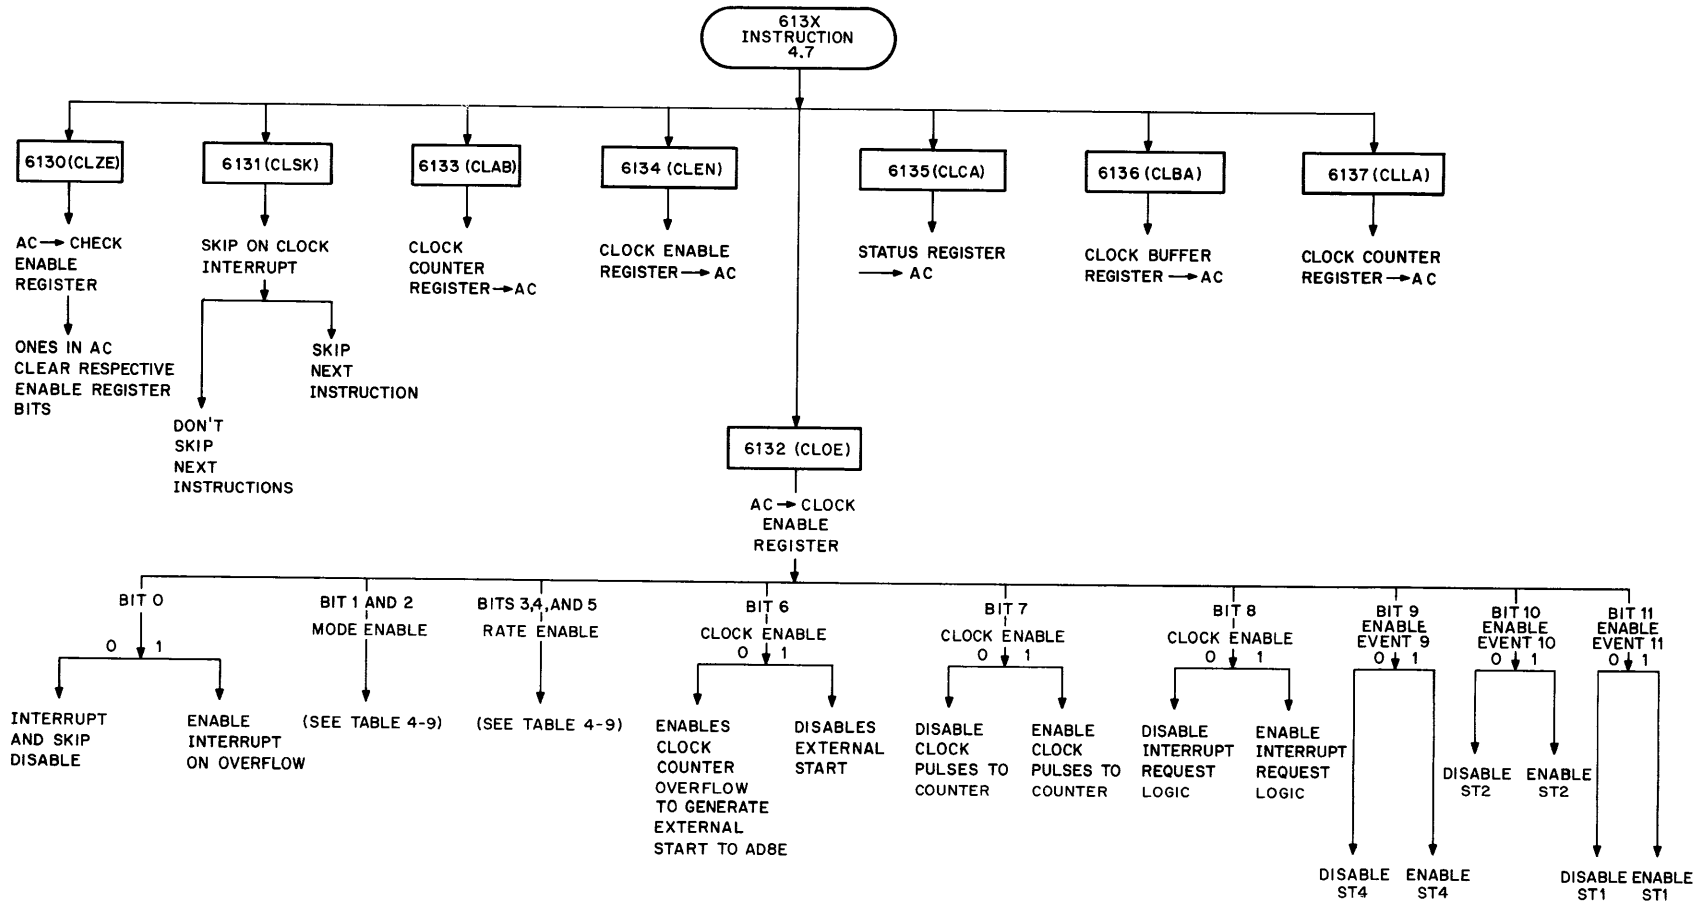 613X
INSTRUCTION
4.7
6130(CLZE)
6131(CLSK)
6133 (CLAB)
6134 (CLEN)
6135(CLCA)
6136 (CLBA)
6137 (CLLA)
AC→CHECK
ENABLE
REGISTER
ONES IN AC
CLEAR RESPECTIVE
ENABLE REGISTER
BITS
SKIP ON CLOCK
INTERRUPT
DON'T
SKIP
NEXT
INSTRUCTIONS
SKIP
NEXT
INSTRUCTION
CLOCK
COUNTER
REGISTER→AC
CLOCK ENABLE
REGISTER→AC
STATUS REGISTER
→AC
CLOCK BUFFER
REGISTER→AC
CLOCK COUNTER
REGISTER→AC
6132 (CLOE)
AC→CLOCK
ENABLE
REGISTER
BIT 0
0 1
INTERRUPT
AND SKIP
DISABLE
ENABLE
INTERRUPT
ON OVERFLOW
BIT 1 AND 2
MODE ENABLE
(SEE TABLE 4-9)
BITS 3,4, AND 5
RATE ENABLE
(SEE TABLE 4-9)
BIT 6
CLOCK ENABLE
0 1
ENABLES
CLOCK
COUNTER
OVERFLOW
TO GENERATE
EXTERNAL
START TO AD8E
DISABLES
EXTERNAL
START
BIT 7
CLOCK ENABLE
0 1
DISABLE
CLOCK
PULSES TO
COUNTER
ENABLE
CLOCK
PULSES TO
COUNTER
BIT 8
CLOCK ENABLE
0 1
DISABLE
INTERRUPT
REQUEST
LOGIC
ENABLE
INTERRUPT
REQUEST
LOGIC
BIT 9
ENABLE
EVENT 9
0 1
DISABLE
ST4
ENABLE
ST4
BIT 10
ENABLE
EVENT 10
0 1
DISABLE
ST2
ENABLE
ST2
BIT 11
ENABLE
EVENT 11
0 1
DISABLE
ST1
ENABLE
ST1